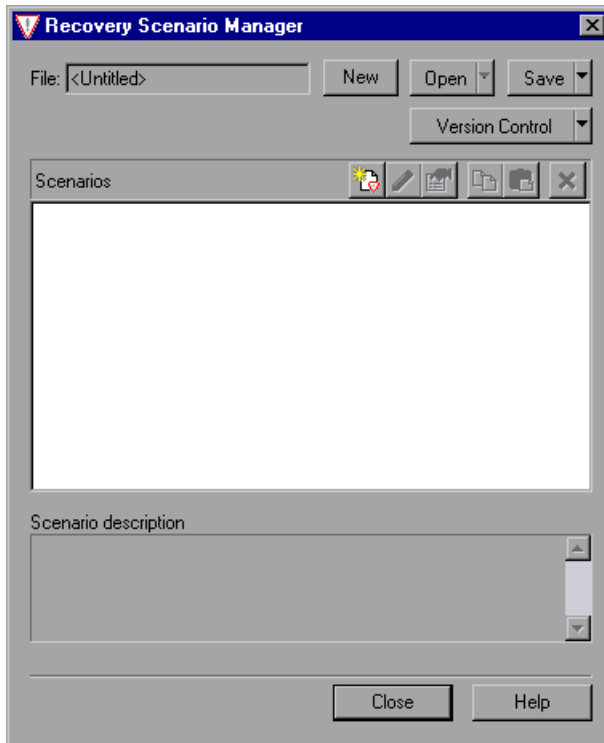 Recovery Scenario Manager
File: <Untitled> New Open Save
Version Control
Scenarios
Scenario description
Close Help